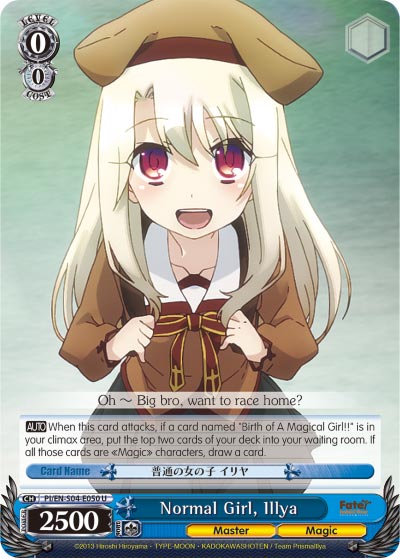 LEVEL
0
0
COST
Oh ~ Big bro, want to race home?
AUTO When this card attacks, if a card named "Birth of A Magical Girl!!" is in
your climax area, put the top two cards of your deck into your waiting room. If
all those cards are «Magic» characters, draw a card.
Card Name 普通の女の子 イリヤ
CH PI/EN-S04-E050 U
POWER 2500 SOUL
Normal Girl, Illya
Fate
Master Magic
©2013 Hiroshi Hiroyama · TYPE-MOON · KADOKAWASHOTEN / Team PrismaIllya